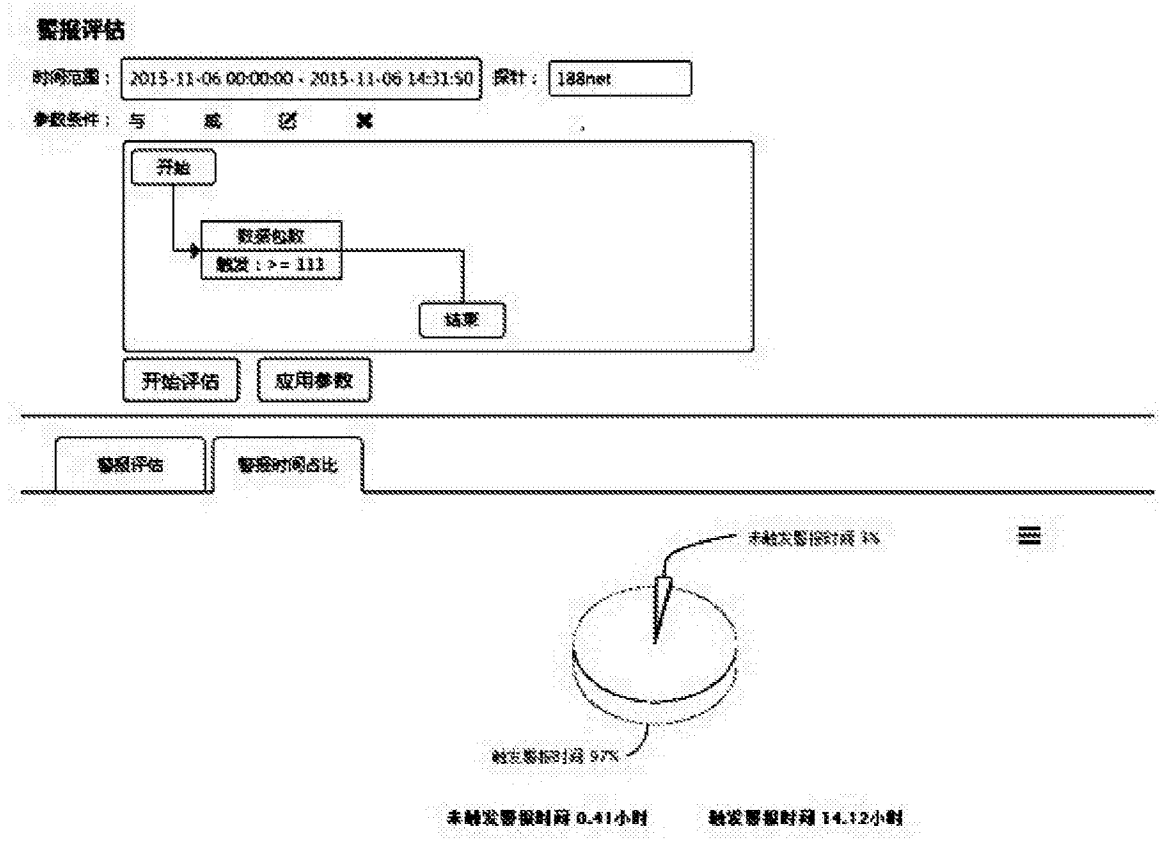 警报评估
时间范围： 2015-11-06 00:00:00 - 2015-11-06 14:31:50 探针： 188net
参数条件： 与 或
开始
数据包数
触发：>= 111
结束
开始评估 应用参数
警报评估 警报时间占比
未触发警报时间 3%
触发警报时间 97%
未触发警报时间 0.41小时 触发警报时间 14.12小时